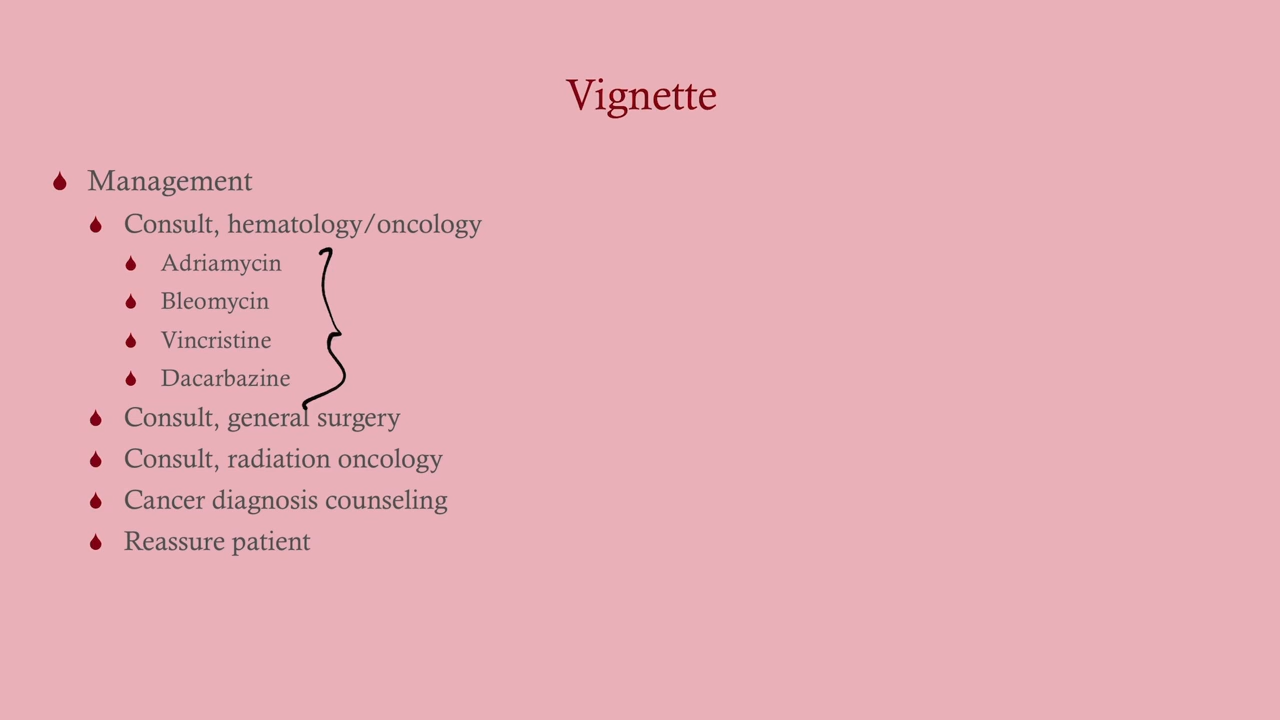 Vignette
Management
Consult, hematology/oncology
Adriamycin
Bleomycin
Vincristine
Dacarbazine
Consult, general surgery
Consult, radiation oncology
Cancer diagnosis counseling
Reassure patient